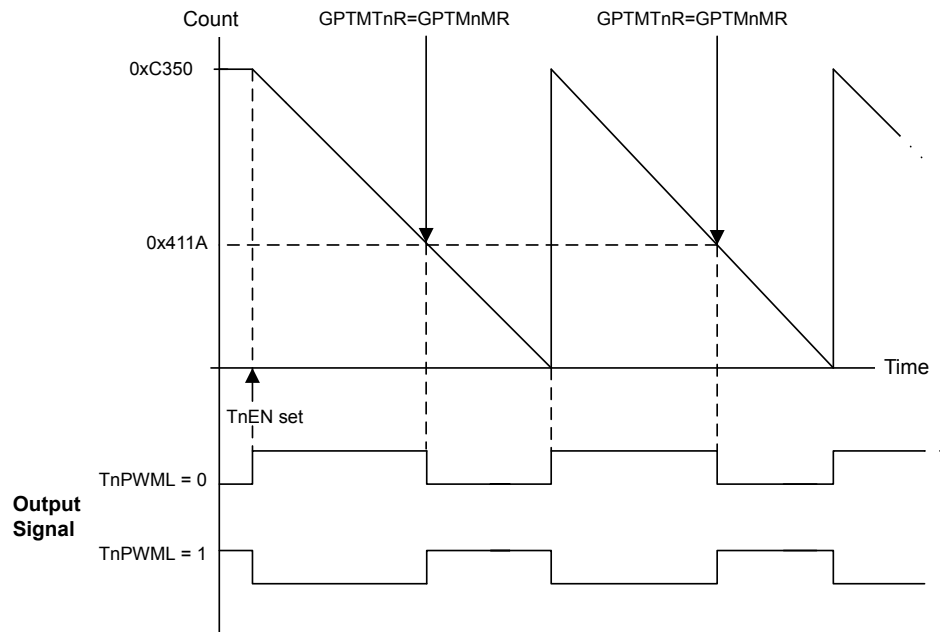 Count
GPTMTnR=GPTMnMR
GPTMTnR=GPTMnMR
0xC350
0x411A
Time
TnEN set
TnPWML = 0
Output
Signal
TnPWML = 1